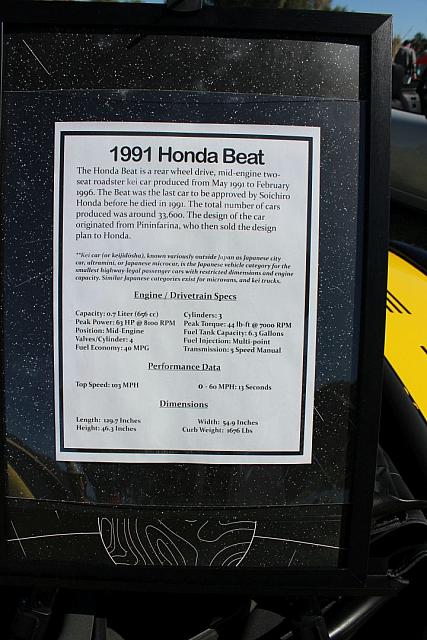 1991 Honda Beat
The Honda Beat is a rear wheel drive, mid-engine two-
seat roadster kei car produced from May 1991 to February
1996. The Beat was the last car to be approved by Soichiro
Honda before he died in 1991. The total number of cars
produced was around 33,600. The design of the car
originated from Pininfarina, who then sold the design
plan to Honda.
"Kei car (or keijidōsha), known variously outside Japan as Japanese city
car, ultramini, or Japanese microcar, is the Japanese vehicle category for the
smallest highway-legal passenger cars with restricted dimensions and engine
capacity. Similar Japanese categories exist for microvans, and kei trucks.
Engine / Drivetrain Specs
Capacity: 0.7 Liter (656 cc) Cylinders: 3
Peak Power: 63 HP @ 8100 RPM Peak Torque: 44 lb-ft @ 7000 RPM
Position: Mid-Engine Fuel Tank Capacity: 6.3 Gallons
Valves/Cylinder: 4 Fuel Injection: Multi-point
Fuel Economy: 40 MPG Transmission: 5 Speed Manual
Performance Data
Top Speed: 103 MPH 0 - 60 MPH: 13 Seconds
Dimensions
Length: 129.7 Inches Width: 54.9 Inches
Height: 46.3 Inches Curb Weight: 1676 Lbs